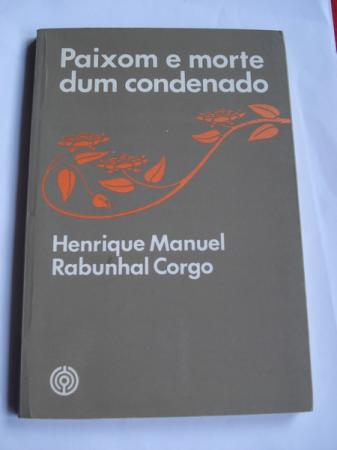 Paixom e morte
dum condenado
Henrique Manuel
Rabunhal Corgo